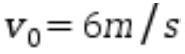 v₀ = 6m/s